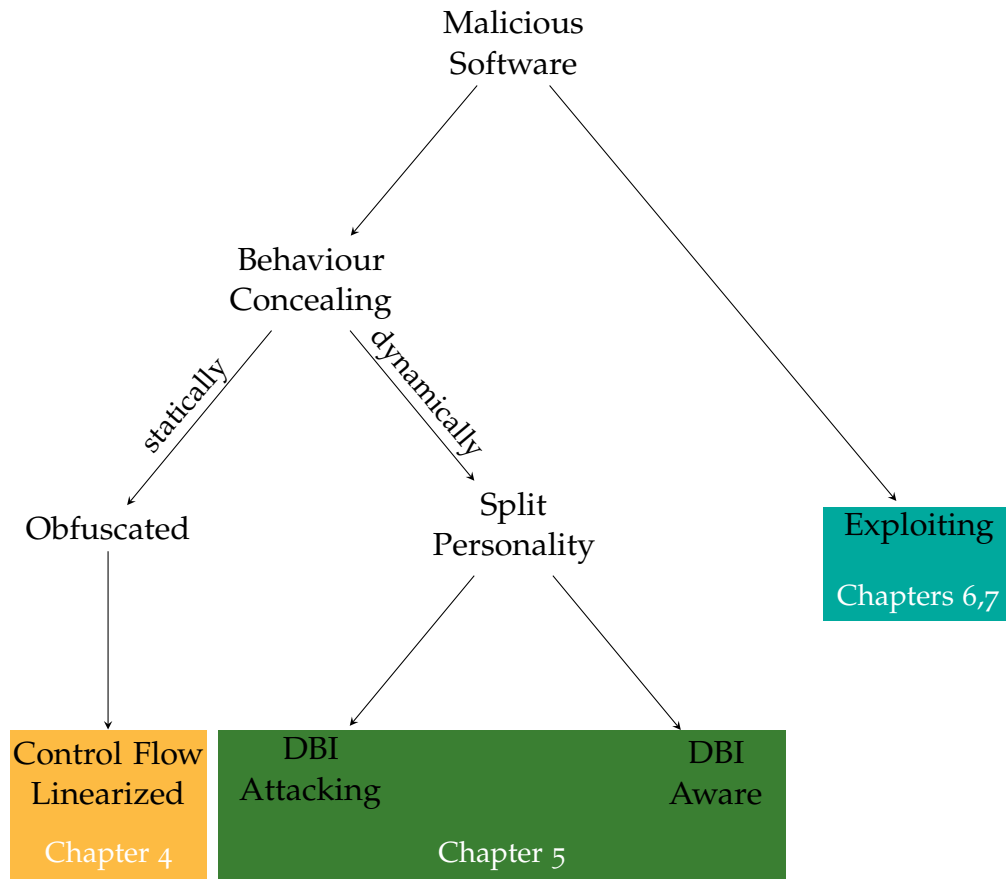 Malicious
Software
Behaviour
Concealing
statically
dynamically
Obfuscated
Split
Personality
Exploiting
Chapters 6,7
Control Flow
Linearized
Chapter 4
DBI
Attacking
DBI
Aware
Chapter 5